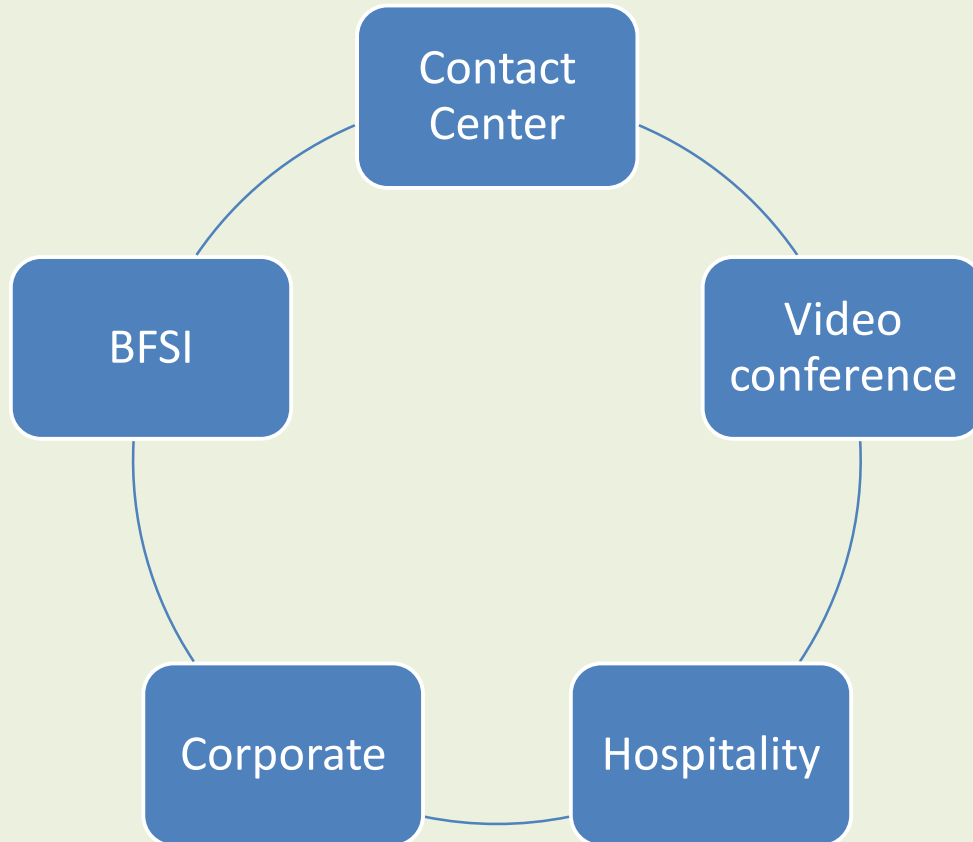 Contact
Center
Video
conference
BFSI
Corporate
Hospitality